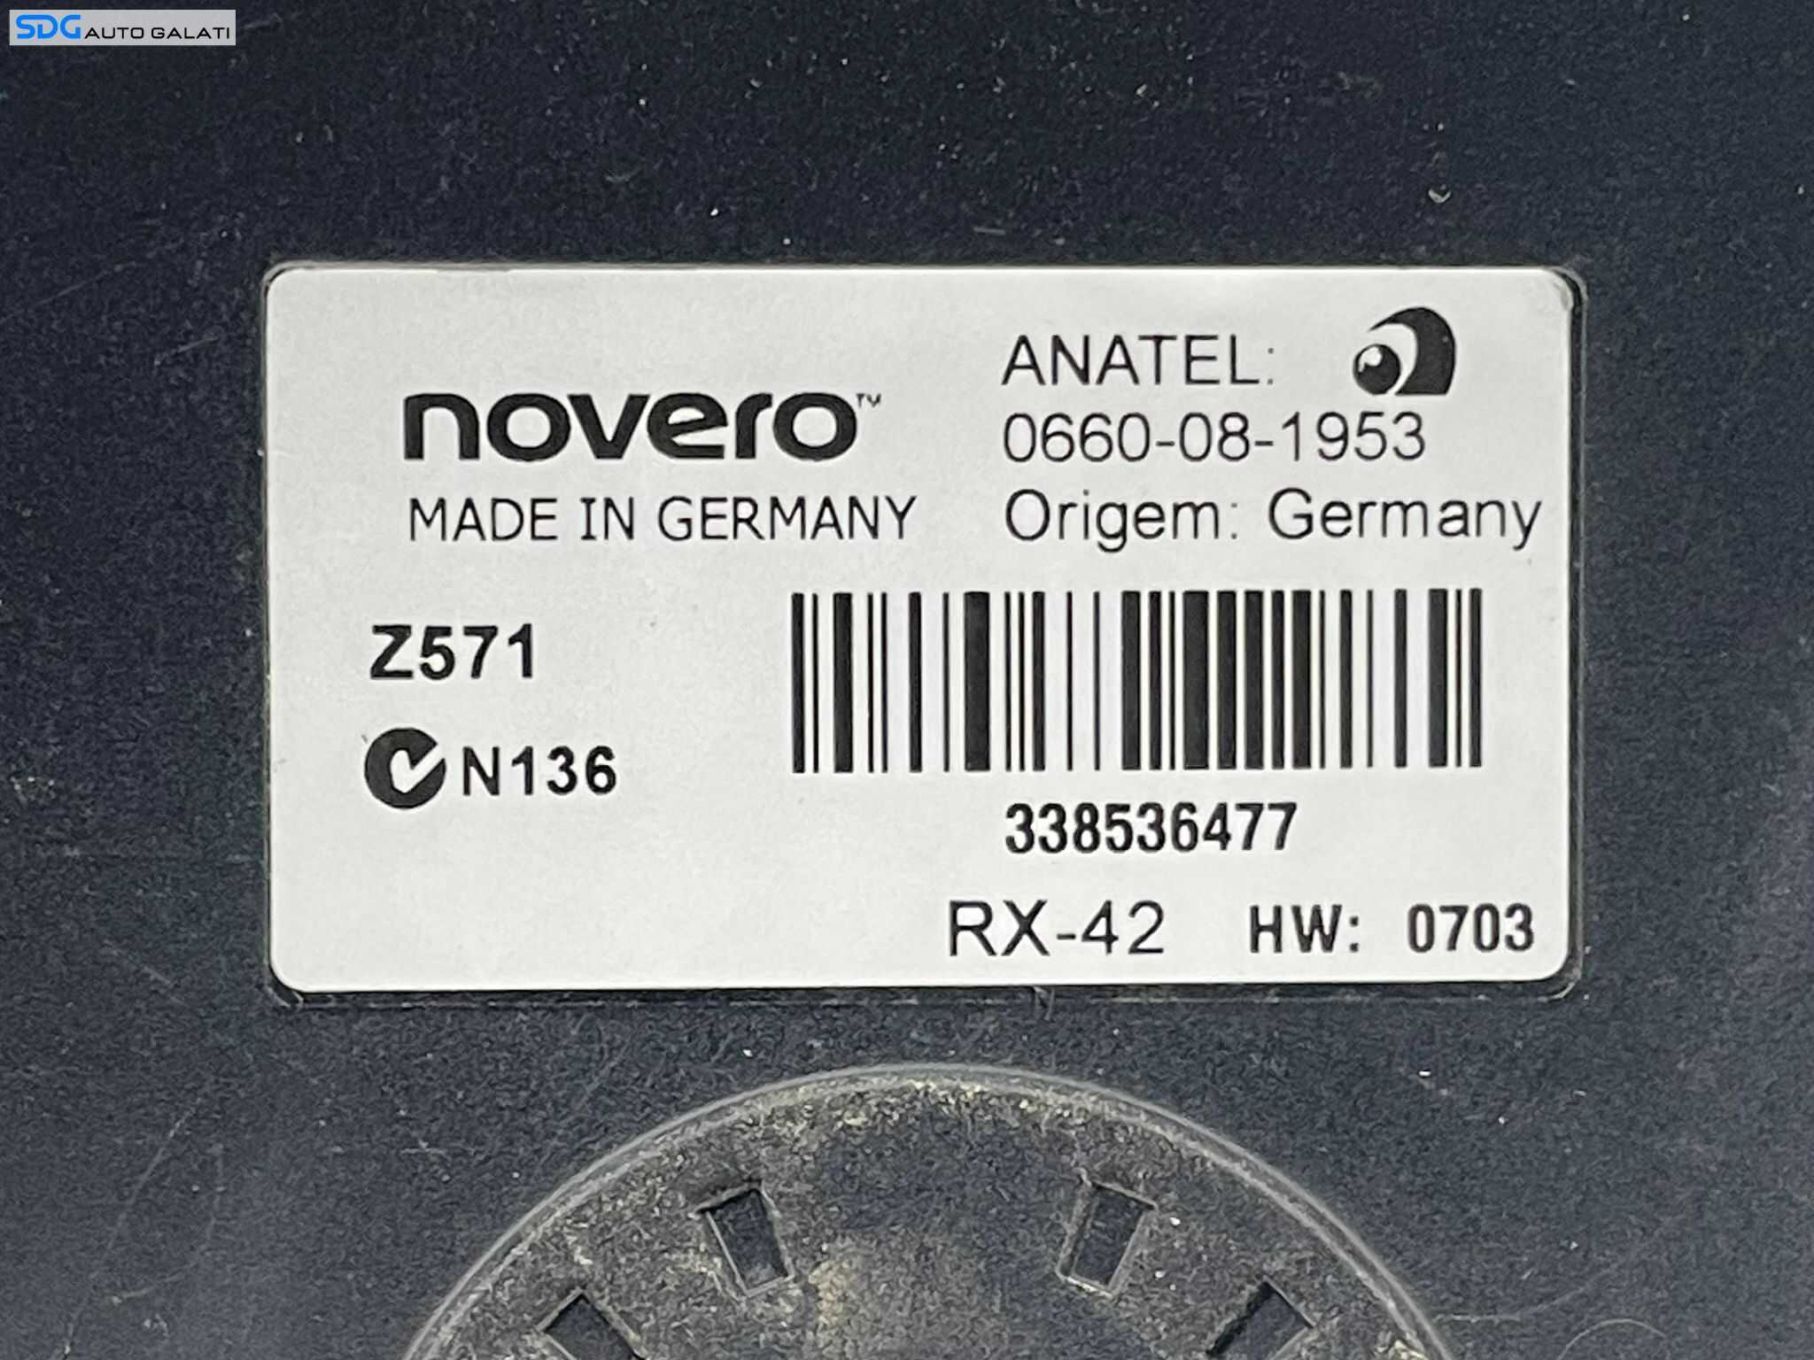 SDG AUTO GALATI
novero™
MADE IN GERMANY
ANATEL:
0660-08-1953
Origem: Germany
Z571
N136
338536477
RX-42 HW: 0703